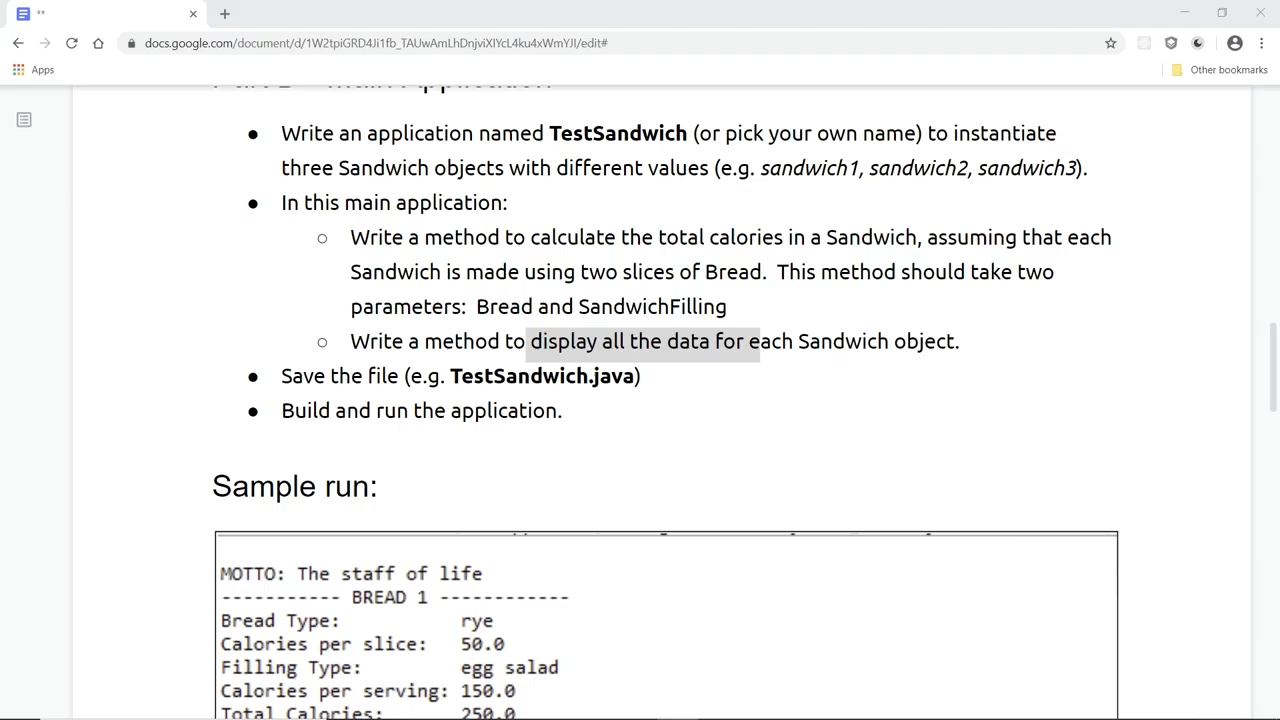 **
docs.google.com/document/d/1W2tpiGRD4Ji1fb_TAUwAmLhDnjviXIYcL4ku4xWmYJI/edit#
Apps
Other bookmarks
Main Application
● Write an application named TestSandwich (or pick your own name) to instantiate
three Sandwich objects with different values (e.g. sandwich1, sandwich2, sandwich3).
● In this main application:
○ Write a method to calculate the total calories in a Sandwich, assuming that each
Sandwich is made using two slices of Bread. This method should take two
parameters: Bread and SandwichFilling
○ Write a method to display all the data for each Sandwich object.
● Save the file (e.g. TestSandwich.java)
● Build and run the application.
Sample run:
MOTTO: The staff of life
----------- BREAD 1 ------------
Bread Type: rye
Calories per slice: 50.0
Filling Type: egg salad
Calories per serving: 150.0
Total Calories: 250.0